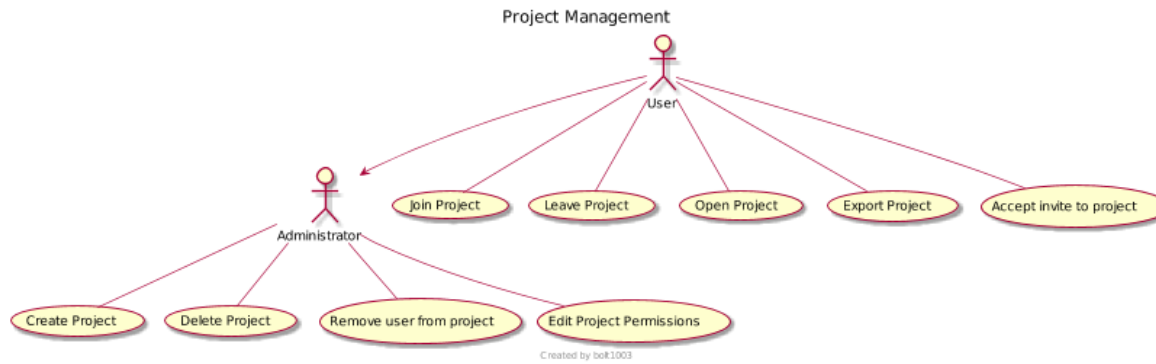 Project Management
User
Join Project
Leave Project
Open Project
Export Project
Accept invite to project
Administrator
Create Project
Delete Project
Remove user from project
Edit Project Permissions
Created by bolt1003